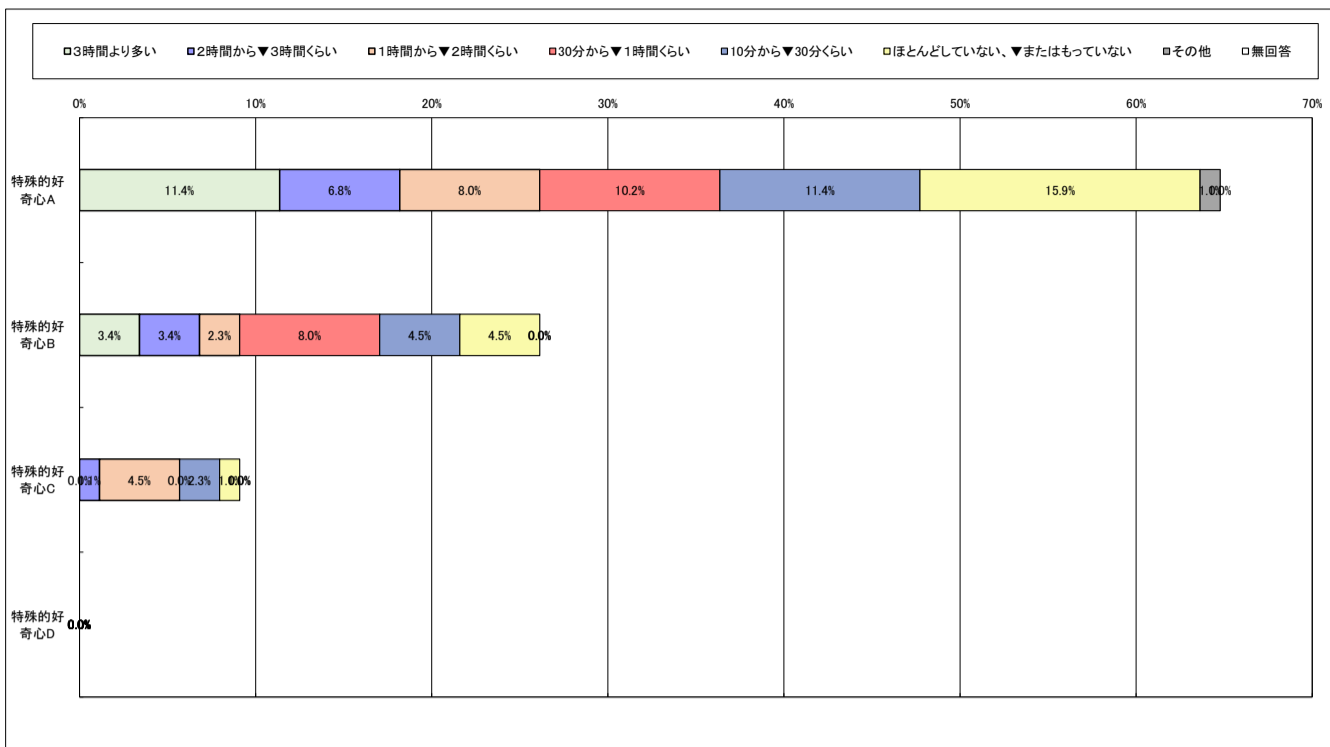 ３時間より多い 2時間から▼３時間くらい 1時間から▼２時間くらい 30分から▼１時間くらい 10分から▼30分くらい ほとんどしていない、▼またはもっていない その他 無回答
0% 10% 20% 30% 40% 50% 60% 70%
特殊的好
奇心A
11.4% 6.8% 8.0% 10.2% 11.4% 15.9% 0.0%
特殊的好
奇心B
3.4% 3.4% 2.3% 8.0% 4.5% 4.5% 0.0%
特殊的好
奇心C
4.5% 0.0% 2.3% 0.0%
特殊的好
奇心D
0.0%